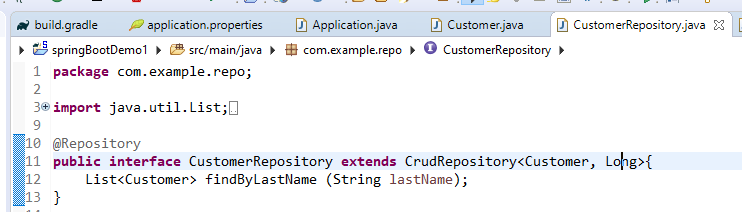 build.gradle application.properties Application.java Customer.java CustomerRepository.java
springBootDemo1 src/main/java com.example.repo CustomerRepository
1 package com.example.repo;
2
3 import java.util.List;
9
10 @Repository
11 public interface CustomerRepository extends CrudRepository<Customer, Long>{
12 List<Customer> findByLastName (String lastName);
13 }